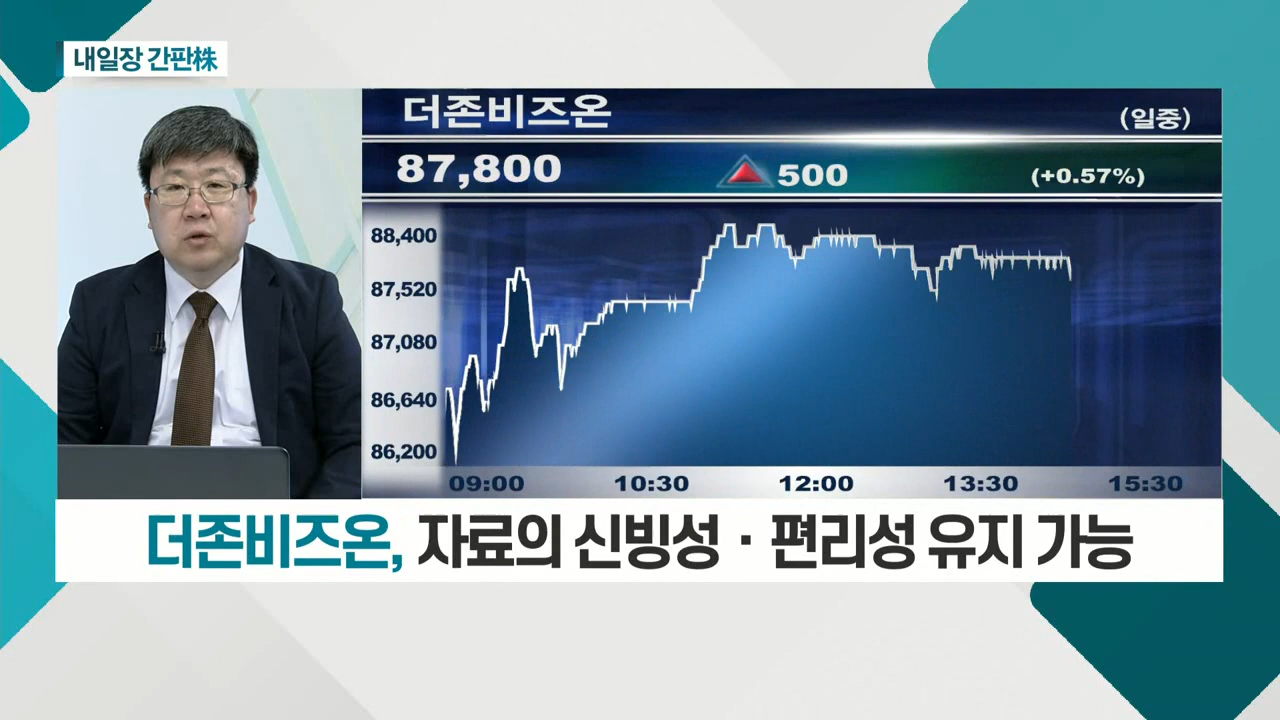 내일장 간판株
더존비즈온
(일중)
87,800 ▲ 500 (+0.57%)
88,400
87,520
87,080
86,640
86,200
09:00 10:30 12:00 13:30 15:30
더존비즈온, 자료의 신빙성 · 편리성 유지 가능